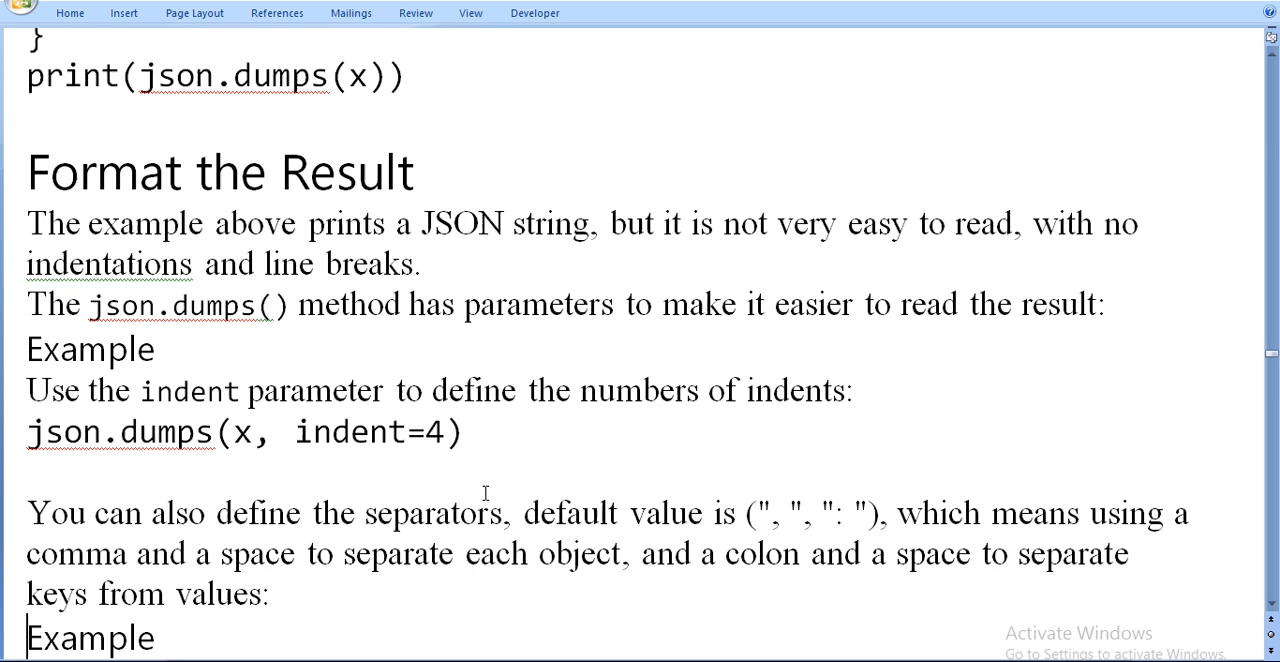 Home Insert Page Layout References Mailings Review View Developer
}
print(json.dumps(x))
Format the Result
The example above prints a JSON string, but it is not very easy to read, with no
indentations and line breaks.
The json.dumps() method has parameters to make it easier to read the result:
Example
Use the indent parameter to define the numbers of indents:
json.dumps(x, indent=4)
You can also define the separators, default value is (", ", ": "), which means using a
comma and a space to separate each object, and a colon and a space to separate
keys from values:
Example
Activate Windows
Go to Settings to activate Windows.